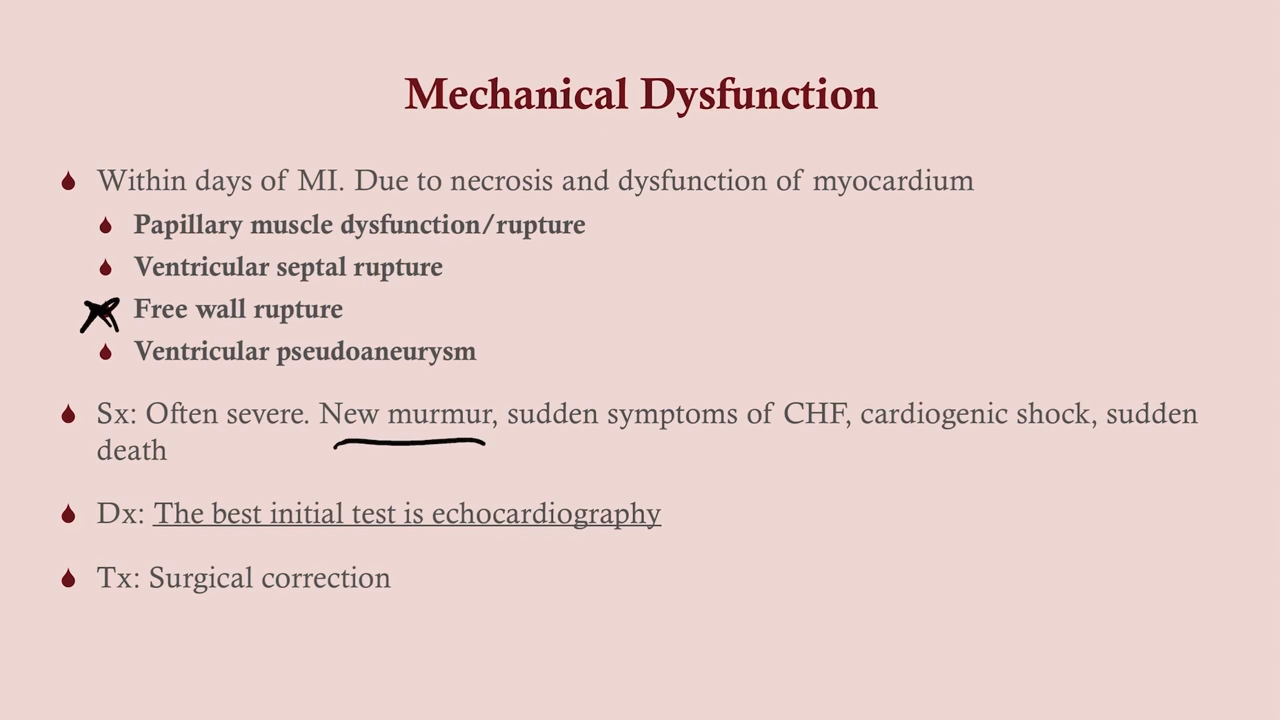 Mechanical Dysfunction
Within days of MI. Due to necrosis and dysfunction of myocardium
Papillary muscle dysfunction/rupture
Ventricular septal rupture
Free wall rupture
Ventricular pseudoaneurysm
Sx: Often severe. New murmur, sudden symptoms of CHF, cardiogenic shock, sudden
death
Dx: The best initial test is echocardiography
Tx: Surgical correction